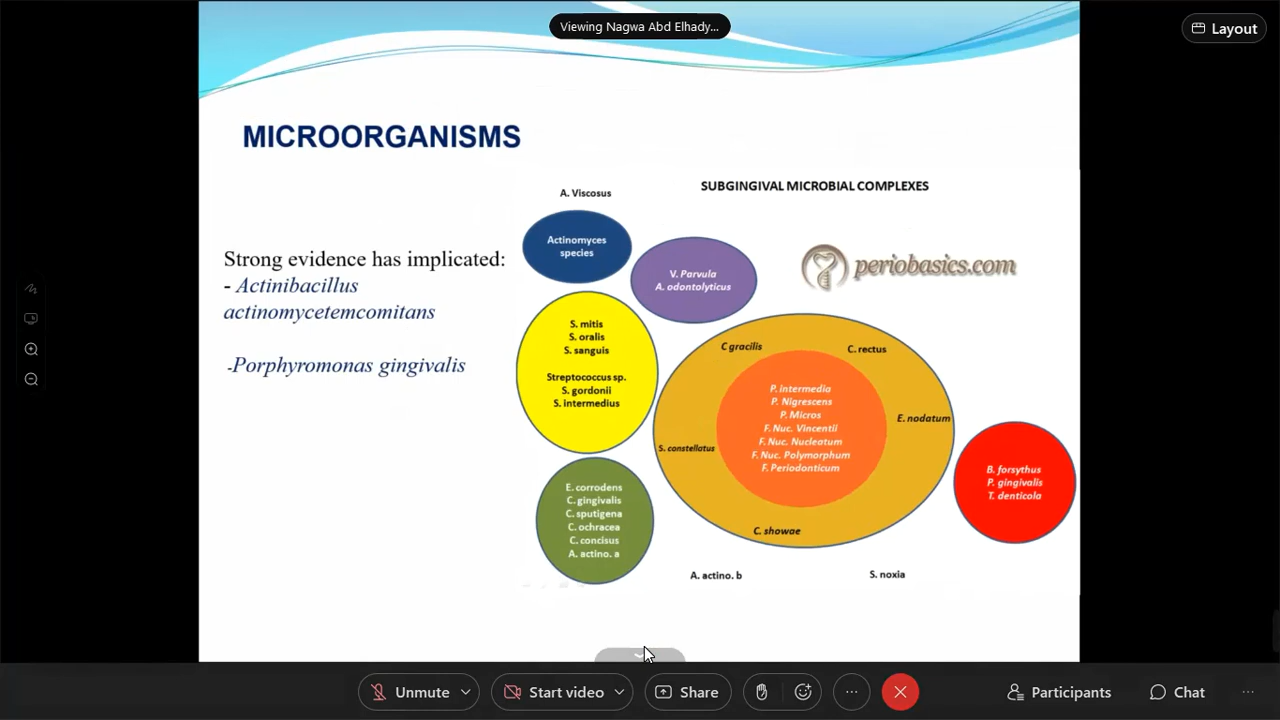 Viewing Nagwa Abd Elhady...
Layout
MICROORGANISMS
SUBGINGIVAL MICROBIAL COMPLEXES
Strong evidence has implicated:
- Actinibacillus
actinomycetemcomitans
-Porphyromonas gingivalis
A. Viscosus
Actinomyces
species
V. Parvula
A. odontolyticus
periobasics.com
S. mitis
S. oralis
S. sanguis
Streptococcus sp.
S. gordonii
S. intermedius
E. corrodens
C. gingivalis
C. sputigena
C. ochracea
C. concisus
A. actino. a
C gracilis
C. rectus
P. intermedia
P. Nigrescens
P. Micros
F. Nuc. Vincentii
F. Nuc. Nucleatum
F. Nuc. Polymorphum
F. Periodonticum
E. nodatum
S. constellatus
C. showae
B. forsythus
P. gingivalis
T. denticola
A. actino. b
S. noxia
Unmute
Start video
Share
Participants
Chat